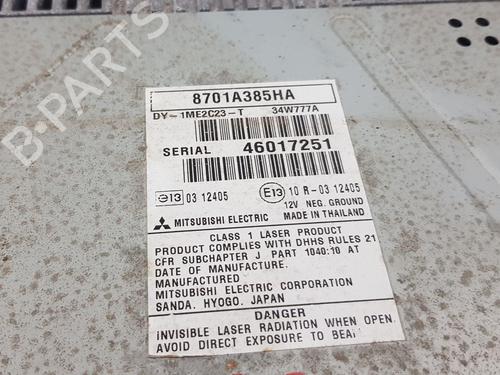 B-PARTS
8701A385HA
DY-1ME2C23-T 34W777A
SERIAL 46017251
e13 03 12405 E13 10 R-03 12405
12V NEG. GROUND
MITSUBISHI ELECTRIC MADE IN THAILAND
CLASS 1 LASER PRODUCT
PRODUCT COMPLIES WITH DHHS RULES 21
CFR SUBCHAPTER J PART 1040:10 AT
DATE OF MANUFACTURE.
MANUFACTURED
MITSUBISHI ELECTRIC CORPORATION
SANDA, HYOGO, JAPAN
DANGER
INVISIBLE LASER RADIATION WHEN OPEN.
AVOID DIRECT EXPOSURE TO BEAM